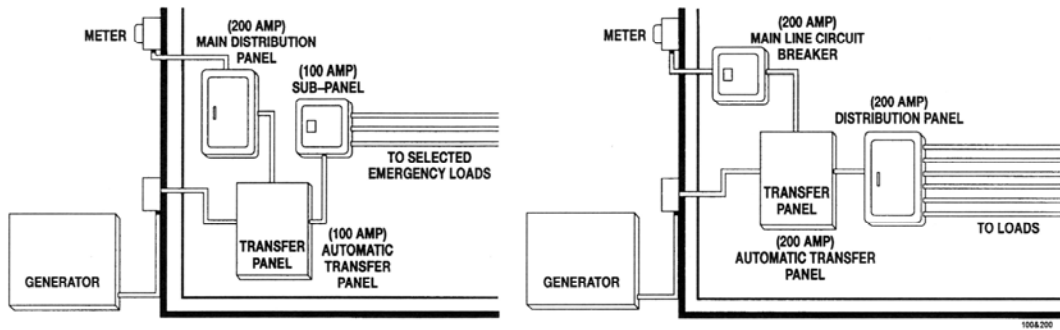 METER
(200 AMP)
MAIN DISTRIBUTION
PANEL
(100 AMP)
SUB–PANEL
TO SELECTED
EMERGENCY LOADS
TRANSFER
PANEL
(100 AMP)
AUTOMATIC
TRANSFER
PANEL
GENERATOR
METER
(200 AMP)
MAIN LINE CIRCUIT
BREAKER
(200 AMP)
DISTRIBUTION PANEL
TRANSFER
PANEL
TO LOADS
(200 AMP)
AUTOMATIC TRANSFER
PANEL
GENERATOR
100&200